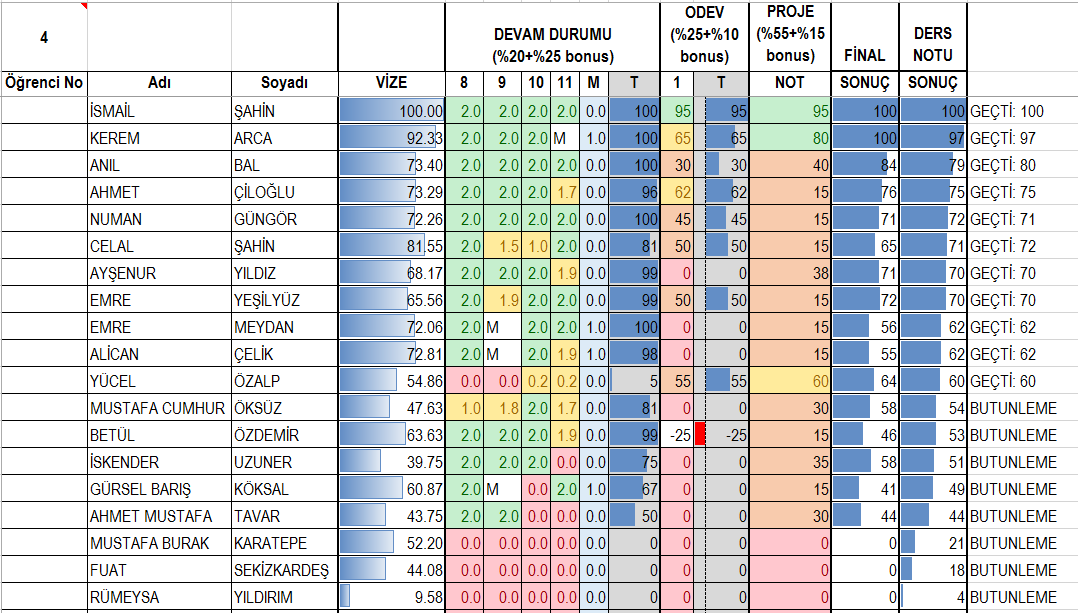 4 DEVAM DURUMU (%20+%25 bonus) ODEV (%25+%10 bonus) PROJE (%55+%15 bonus) FİNAL DERS NOTU
Öğrenci No Adı Soyadı VİZE 8 9 10 11 M T 1 T NOT SONUÇ SONUÇ
İSMAİL ŞAHİN 100.00 2.0 2.0 2.0 2.0 0.0 100 95 95 95 100 100 GEÇTİ: 100
KEREM ARCA 92.33 2.0 2.0 2.0 M 1.0 100 65 65 80 100 97 GEÇTİ: 97
ANIL BAL 73.40 2.0 2.0 2.0 2.0 0.0 100 30 30 40 84 79 GEÇTİ: 80
AHMET ÇİLOĞLU 73.29 2.0 2.0 2.0 1.7 0.0 96 62 62 15 76 75 GEÇTİ: 75
NUMAN GÜNGÖR 72.26 2.0 2.0 2.0 2.0 0.0 100 45 45 15 71 72 GEÇTİ: 71
CELAL ŞAHİN 81.55 2.0 1.5 1.0 2.0 0.0 81 50 50 15 65 71 GEÇTİ: 72
AYŞENUR YILDIZ 68.17 2.0 2.0 2.0 1.9 0.0 99 0 0 38 71 70 GEÇTİ: 70
EMRE YEŞİLYÜZ 65.56 2.0 1.9 2.0 2.0 0.0 99 50 50 15 72 70 GEÇTİ: 70
EMRE MEYDAN 72.06 2.0 M 2.0 2.0 1.0 100 0 0 15 56 62 GEÇTİ: 62
ALİCAN ÇELİK 72.81 2.0 M 2.0 1.9 1.0 98 0 0 15 55 62 GEÇTİ: 62
YÜCEL ÖZALP 54.86 0.0 0.0 0.2 0.2 0.0 5 55 55 60 64 60 GEÇTİ: 60
MUSTAFA CUMHUR ÖKSÜZ 47.63 1.0 1.8 2.0 1.7 0.0 81 0 0 30 58 54 BUTUNLEME
BETÜL ÖZDEMİR 63.63 2.0 2.0 2.0 1.9 0.0 99 -25 -25 15 46 53 BUTUNLEME
İSKENDER UZUNER 39.75 2.0 2.0 2.0 0.0 0.0 75 0 0 35 58 51 BUTUNLEME
GÜRSEL BARIŞ KÖKSAL 60.87 2.0 M 0.0 2.0 1.0 67 0 0 15 41 49 BUTUNLEME
AHMET MUSTAFA TAVAR 43.75 2.0 2.0 0.0 0.0 0.0 50 0 0 30 44 44 BUTUNLEME
MUSTAFA BURAK KARATEPE 52.20 0.0 0.0 0.0 0.0 0.0 0 0 0 0 0 21 BUTUNLEME
FUAT SEKİZKARDEŞ 44.08 0.0 0.0 0.0 0.0 0.0 0 0 0 0 0 18 BUTUNLEME
RÜMEYSA YILDIRIM 9.58 0.0 0.0 0.0 0.0 0.0 0 0 0 0 0 4 BUTUNLEME